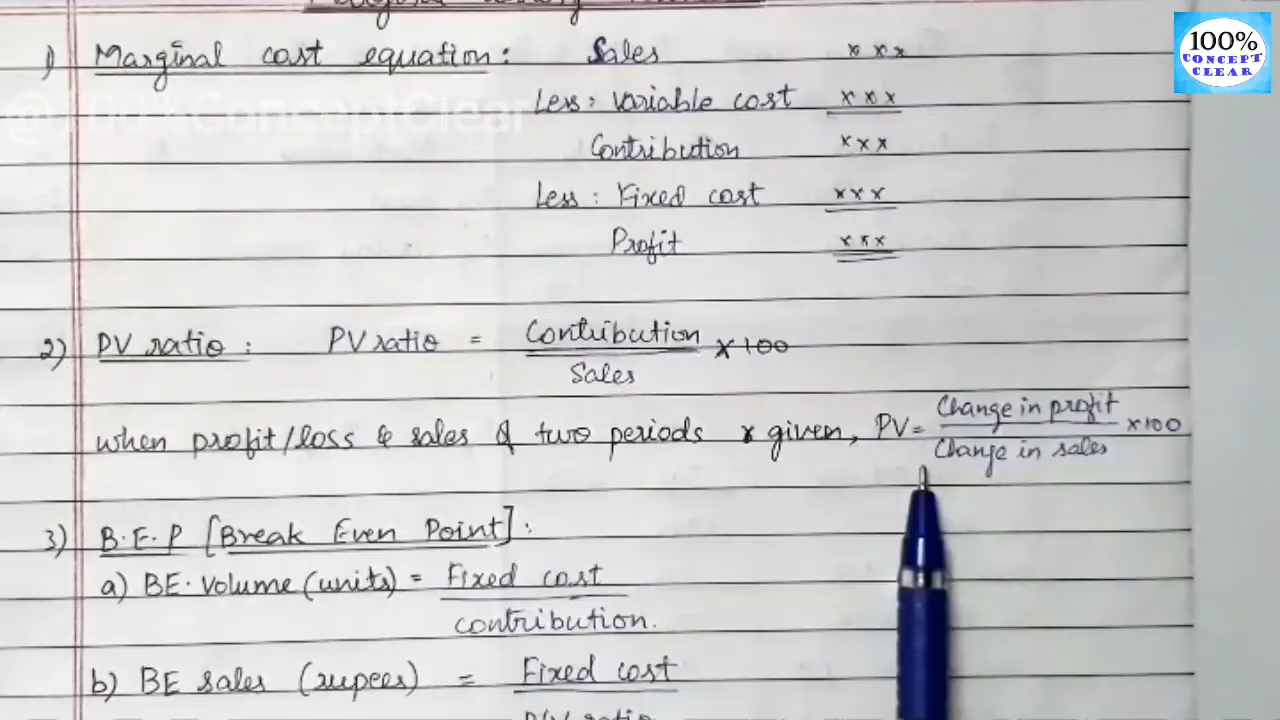 1) Marginal cost equation: Sales xxx
Less: Variable cost xxx
Contribution xxx
Less: Fixed cost xxx
Profit xxx
2) PV ratio: PV ratio = Contribution / Sales x 100
when profit/loss & sales of two periods r given, PV = Change in profit / Change in sales x100
3) B.E.P [Break Even Point]:
a) BE. Volume (units) = Fixed cost / contribution.
b) BE sales (rupees) = Fixed cost
100% CONCEPT CLEAR
@100%ConceptClear